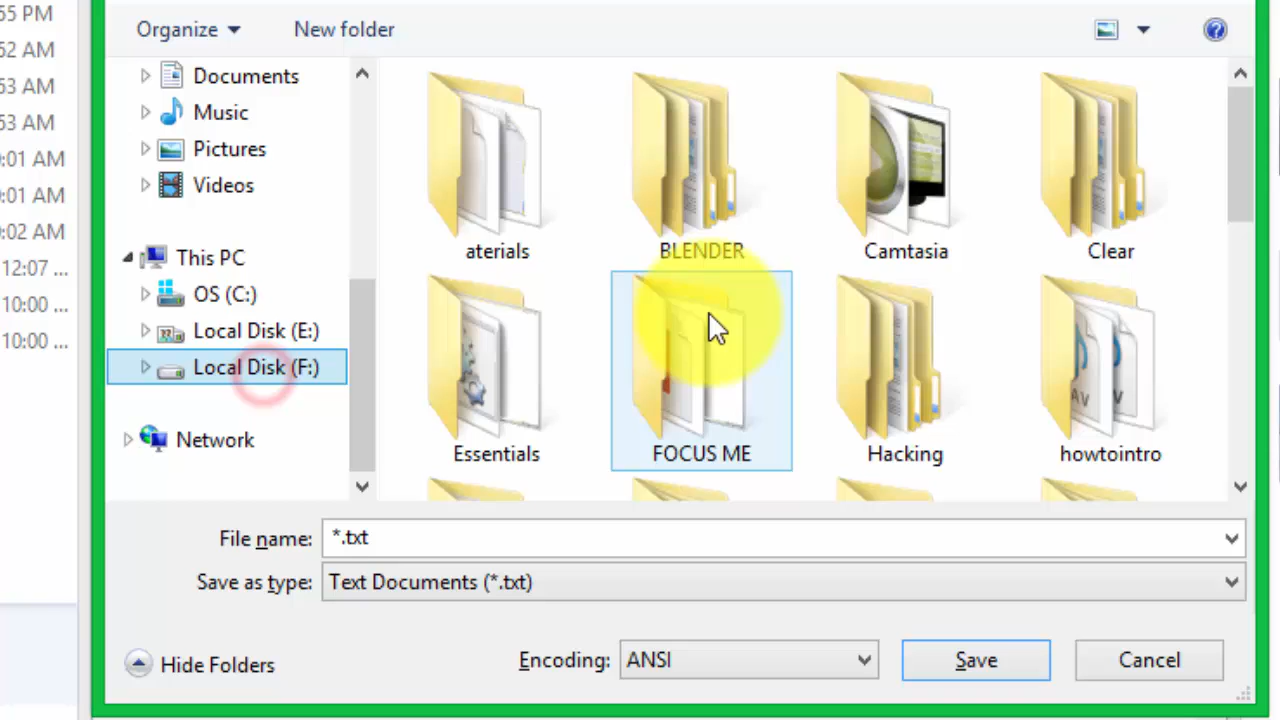 55 PM
52 AM
53 AM
53 AM
:01 AM
:01 AM
:02 AM
12:07 ...
10:00 ...
10:00 ...
Organize
New folder
Documents
Music
Pictures
Videos
This PC
OS (C:)
Local Disk (E:)
Local Disk (F:)
Network
aterials
BLENDER
Camtasia
Clear
Essentials
FOCUS ME
Hacking
howtointro
File name: *.txt
Save as type: Text Documents (*.txt)
Hide Folders
Encoding: ANSI
Save
Cancel